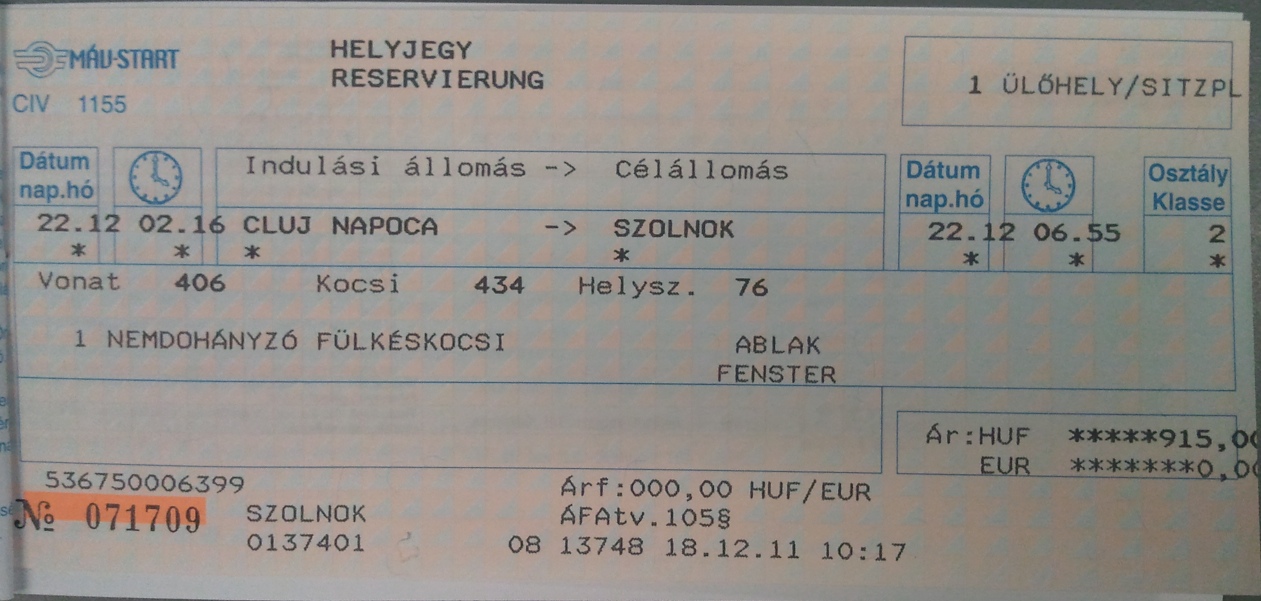 MÁV-START
HELYJEGY
RESERVIERUNG
CIV 1155
1 ÜLŐHELY/SITZPL
Dátum
nap.hó
Indulási állomás -> Célállomás
Dátum
nap.hó
Osztály
Klasse
22.12 02.16 CLUJ NAPOCA -> SZOLNOK 22.12 06.55 2
* * * * * * *
Vonat 406 Kocsi 434 Helysz. 76
1 NEMDOHÁNYZÓ FÜLKÉSKOCSI ABLAK
FENSTER
Ár:HUF *****915,00
EUR *******0,00
536750006399
Árf:000,00 HUF/EUR
№ 071709
SZOLNOK
ÁFAtv.105§
0137401
08 13748 18.12.11 10:17